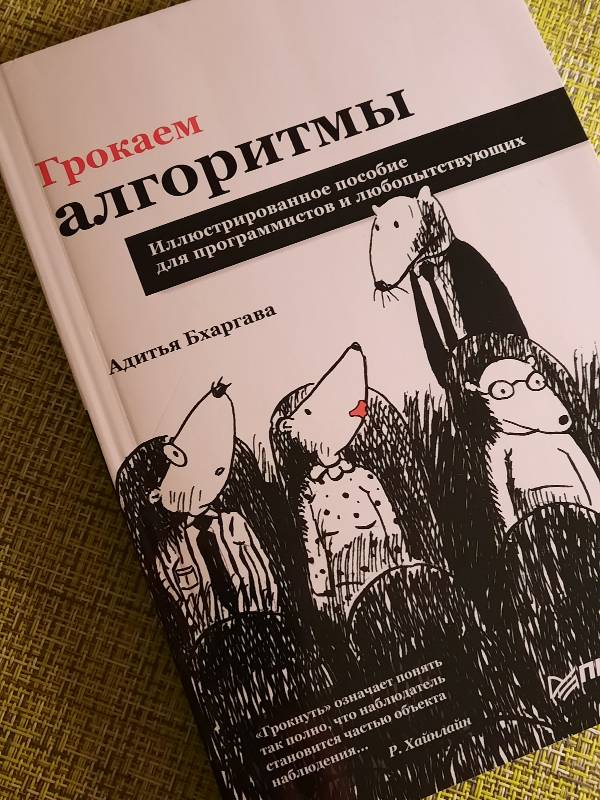 Грокаем
алгоритмы
Иллюстрированное пособие
для программистов и любопытствующих
Адитья Бхаргава
«Грокнуть» означает понять
так полно, что наблюдатель
становится частью объекта
наблюдения...
Р. Хайнлайн